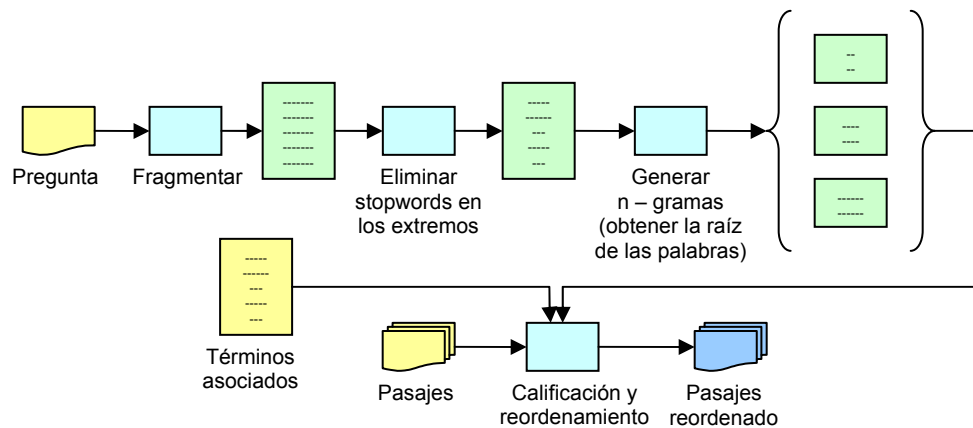 Pregunta
Fragmentar
Eliminar
stopwords en
los extremos
Generar
n – gramas
(obtener la raíz
de las palabras)
Términos
asociados
Pasajes
Calificación y
reordenamiento
Pasajes
reordenado